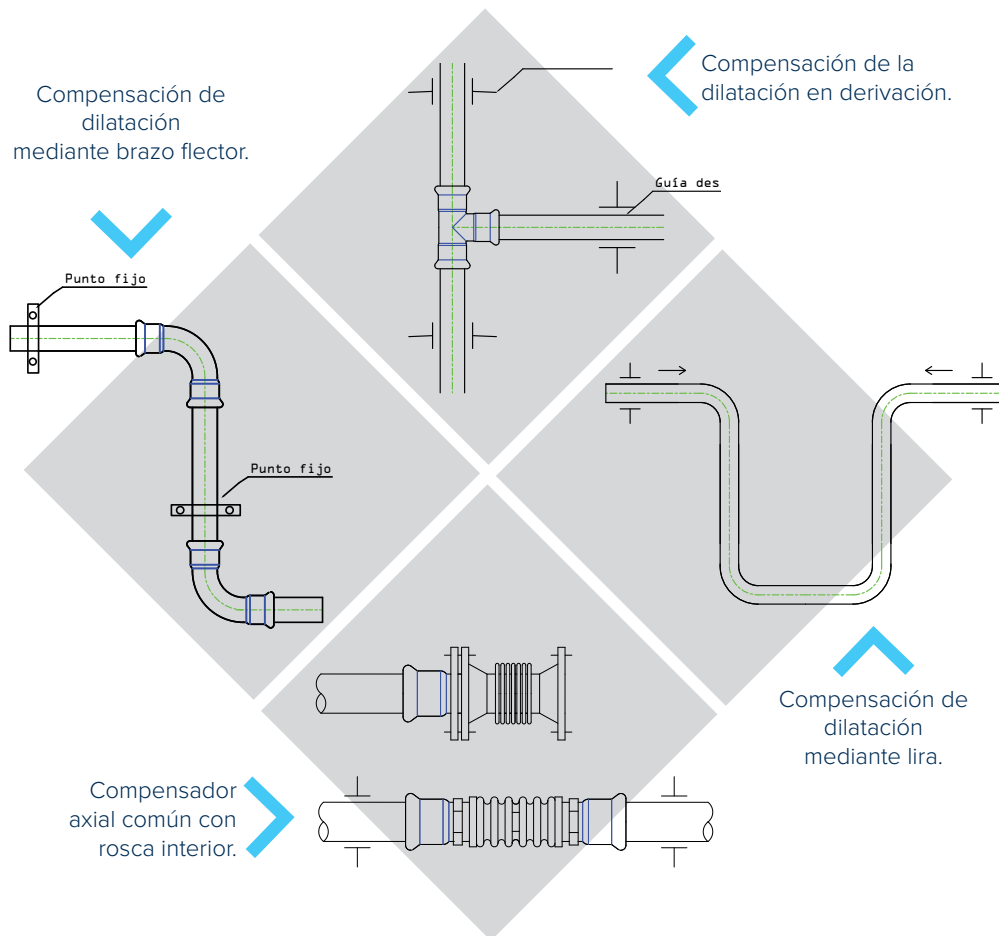 Compensación de
dilatación
mediante brazo flector.
Compensación de la
dilatación en derivación.
Guía des
Punto fijo
Punto fijo
Compensación de
dilatación
mediante lira.
Compensador
axial común con
rosca interior.